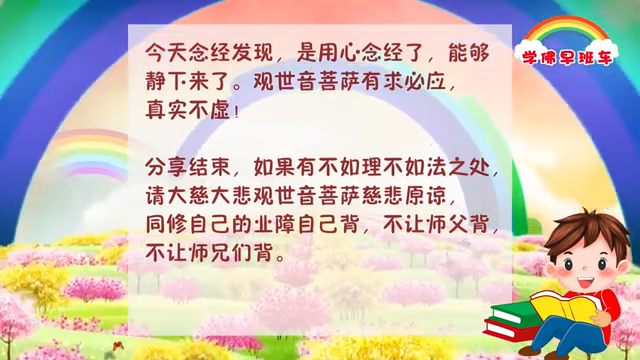 学佛早班车
今天念经发现，是用心念经了，能够
静下来了。观世音菩萨有求必应，
真实不虚！
分享结束，如果有不如理不如法之处，
请大慈大悲观世音菩萨慈悲原谅，
同修自己的业障自己背，不让师父背，
不让师兄们背。